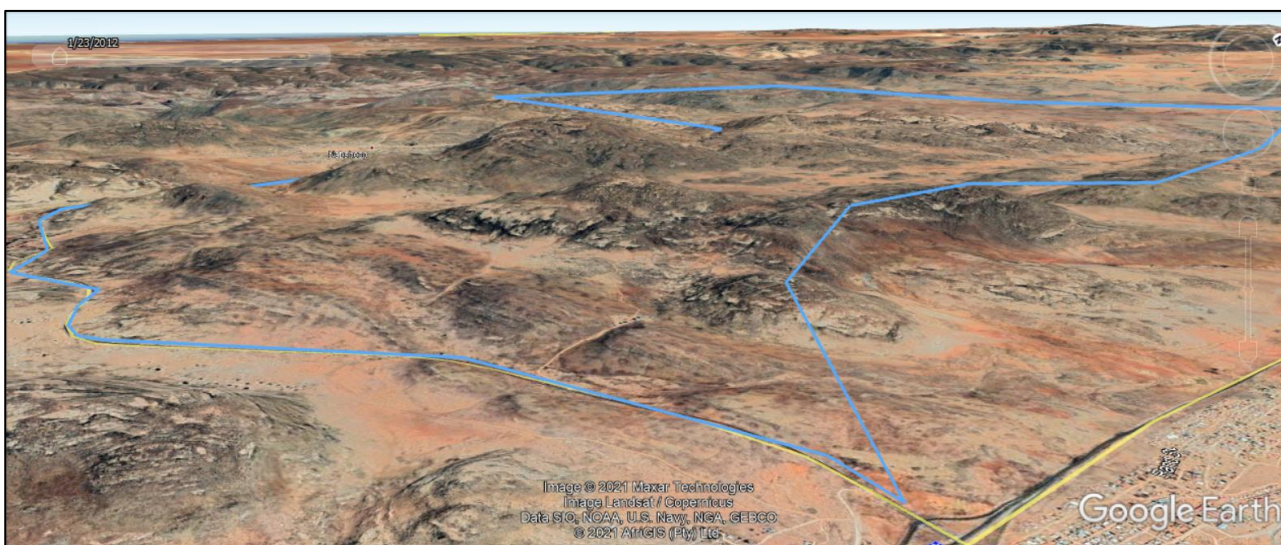 1/23/2012
Image © 2021 Maxar Technologies
Image Landsat / Copernicus
Data SIO, NOAA, U.S. Navy, NGA, GEBCO
© 2021 AfriGIS (Pty) Ltd.
Google Earth